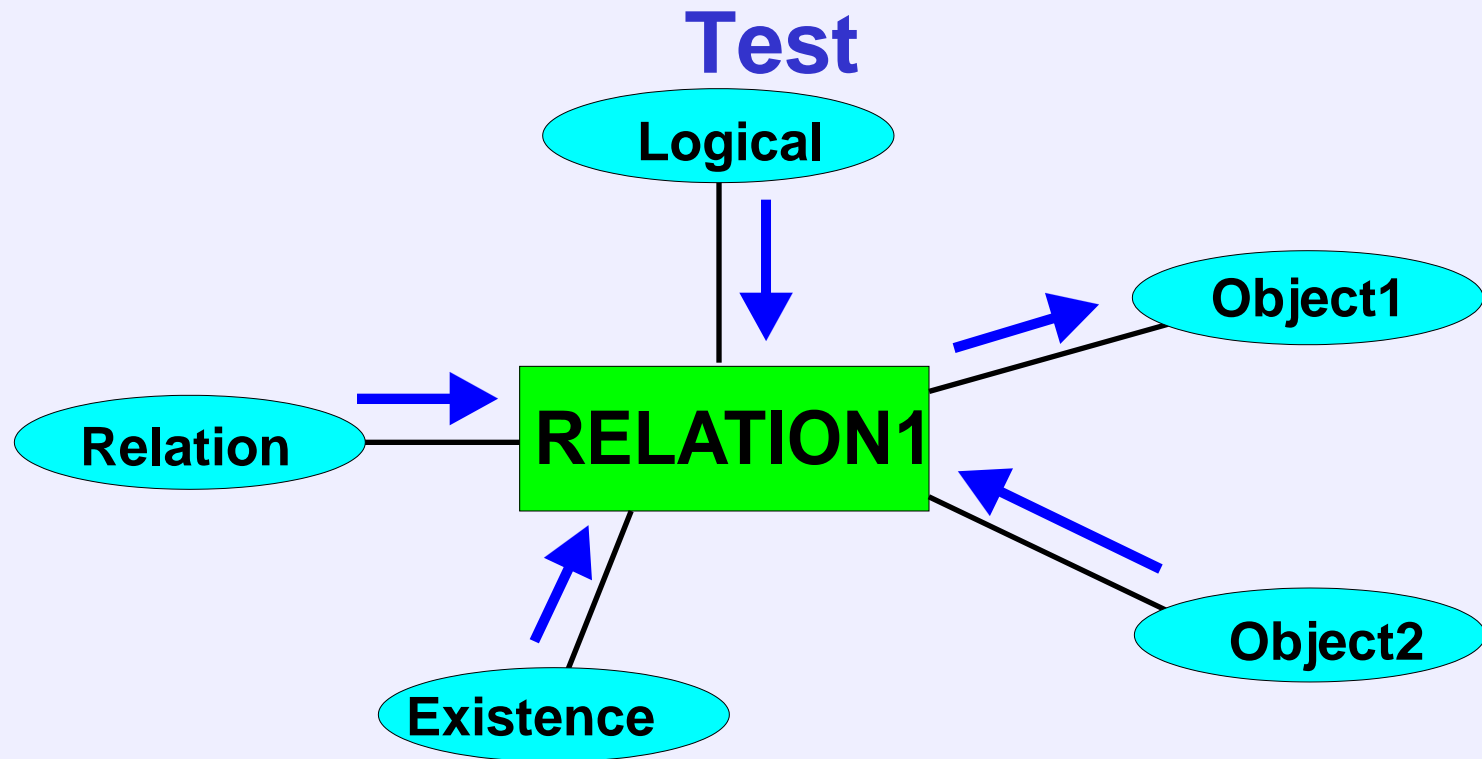 Test
Logical
Object1
RELATION1
Relation
Object2
Existence